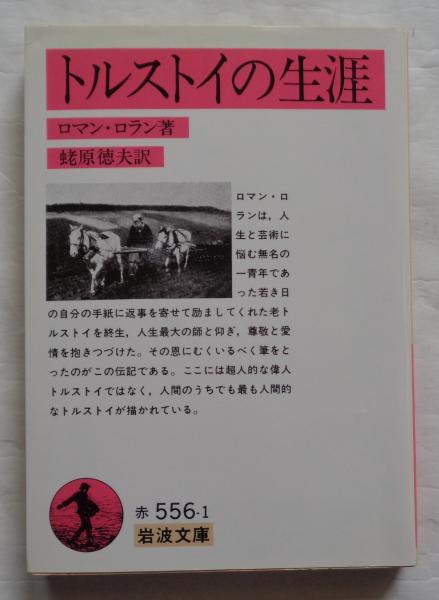 トルストイの生涯
ロマン・ロラン著
蛯原徳夫訳
ロマン・ロ
ランは，人
生と芸術に
悩む無名の
一青年であ
った若き日
の自分の手紙に返事を寄せて励ましてくれた老ト
ルストイを終生，人生最大の師と仰ぎ，尊敬と愛
情を抱きつづけた。その恩にむくいるべく筆をと
ったのがこの伝記である。ここには超人的な偉人
トルストイではなく，人間のうちでも最も人間的
なトルストイが描かれている。
赤 556-1
岩波文庫